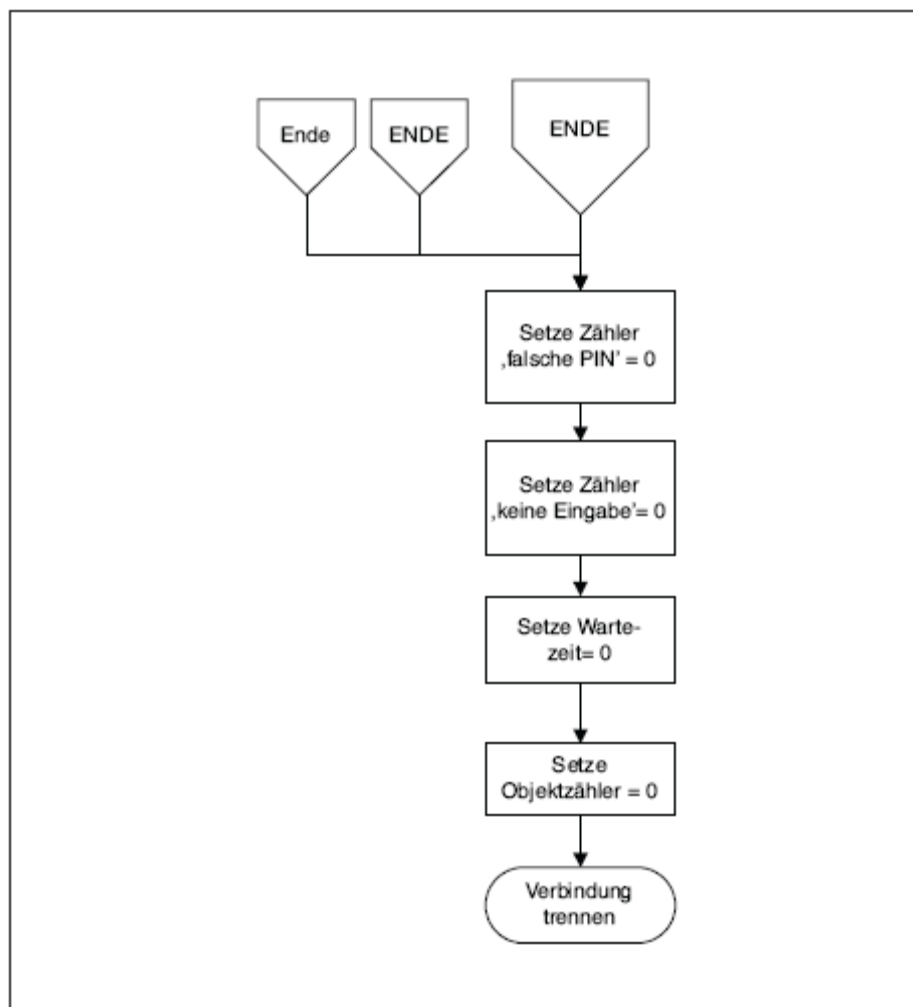 Ende
ENDE
ENDE
Setze Zähler
‚falsche PIN’ = 0
Setze Zähler
‚keine Eingabe’= 0
Setze Warte-
zeit= 0
Setze
Objektzähler = 0
Verbindung
trennen